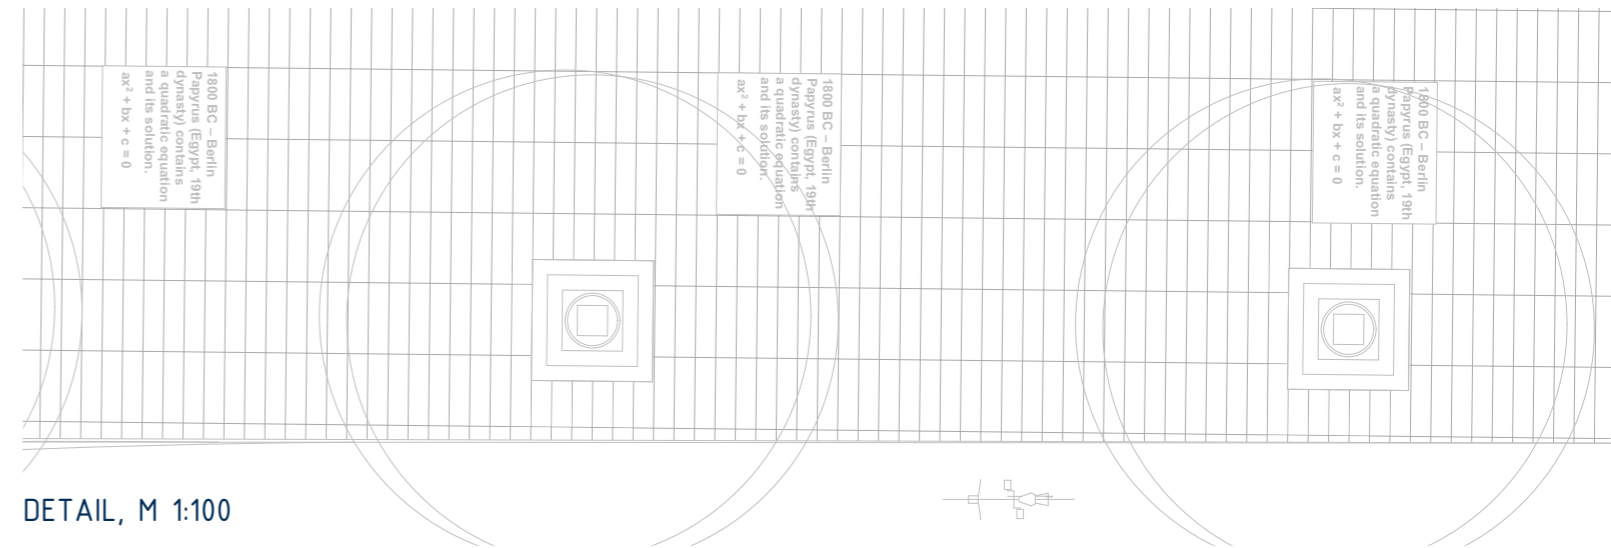 1800 BC – Berlin
Papyrus (Egypt, 19th
dynasty) contains
a quadratic equation
and its solution.
ax² + bx + c = 0
1800 BC – Berlin
Papyrus (Egypt, 19th
dynasty) contains
a quadratic equation
and its solution.
ax² + bx + c = 0
1800 BC – Berlin
Papyrus (Egypt, 19th
dynasty) contains
a quadratic equation
and its solution.
ax² + bx + c = 0
DETAIL, M 1:100